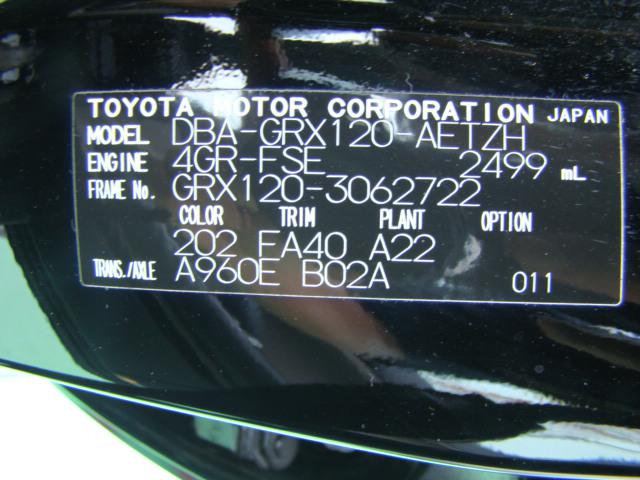 TOYOTA MOTOR CORPORATION JAPAN
MODEL DBA-GRX120-AETZH
ENGINE 4GR-FSE 2499 mL
FRAME No. GRX120-3062722
COLOR TRIM PLANT OPTION
202 FA40 A22
TRANS./AXLE A960E B02A 011